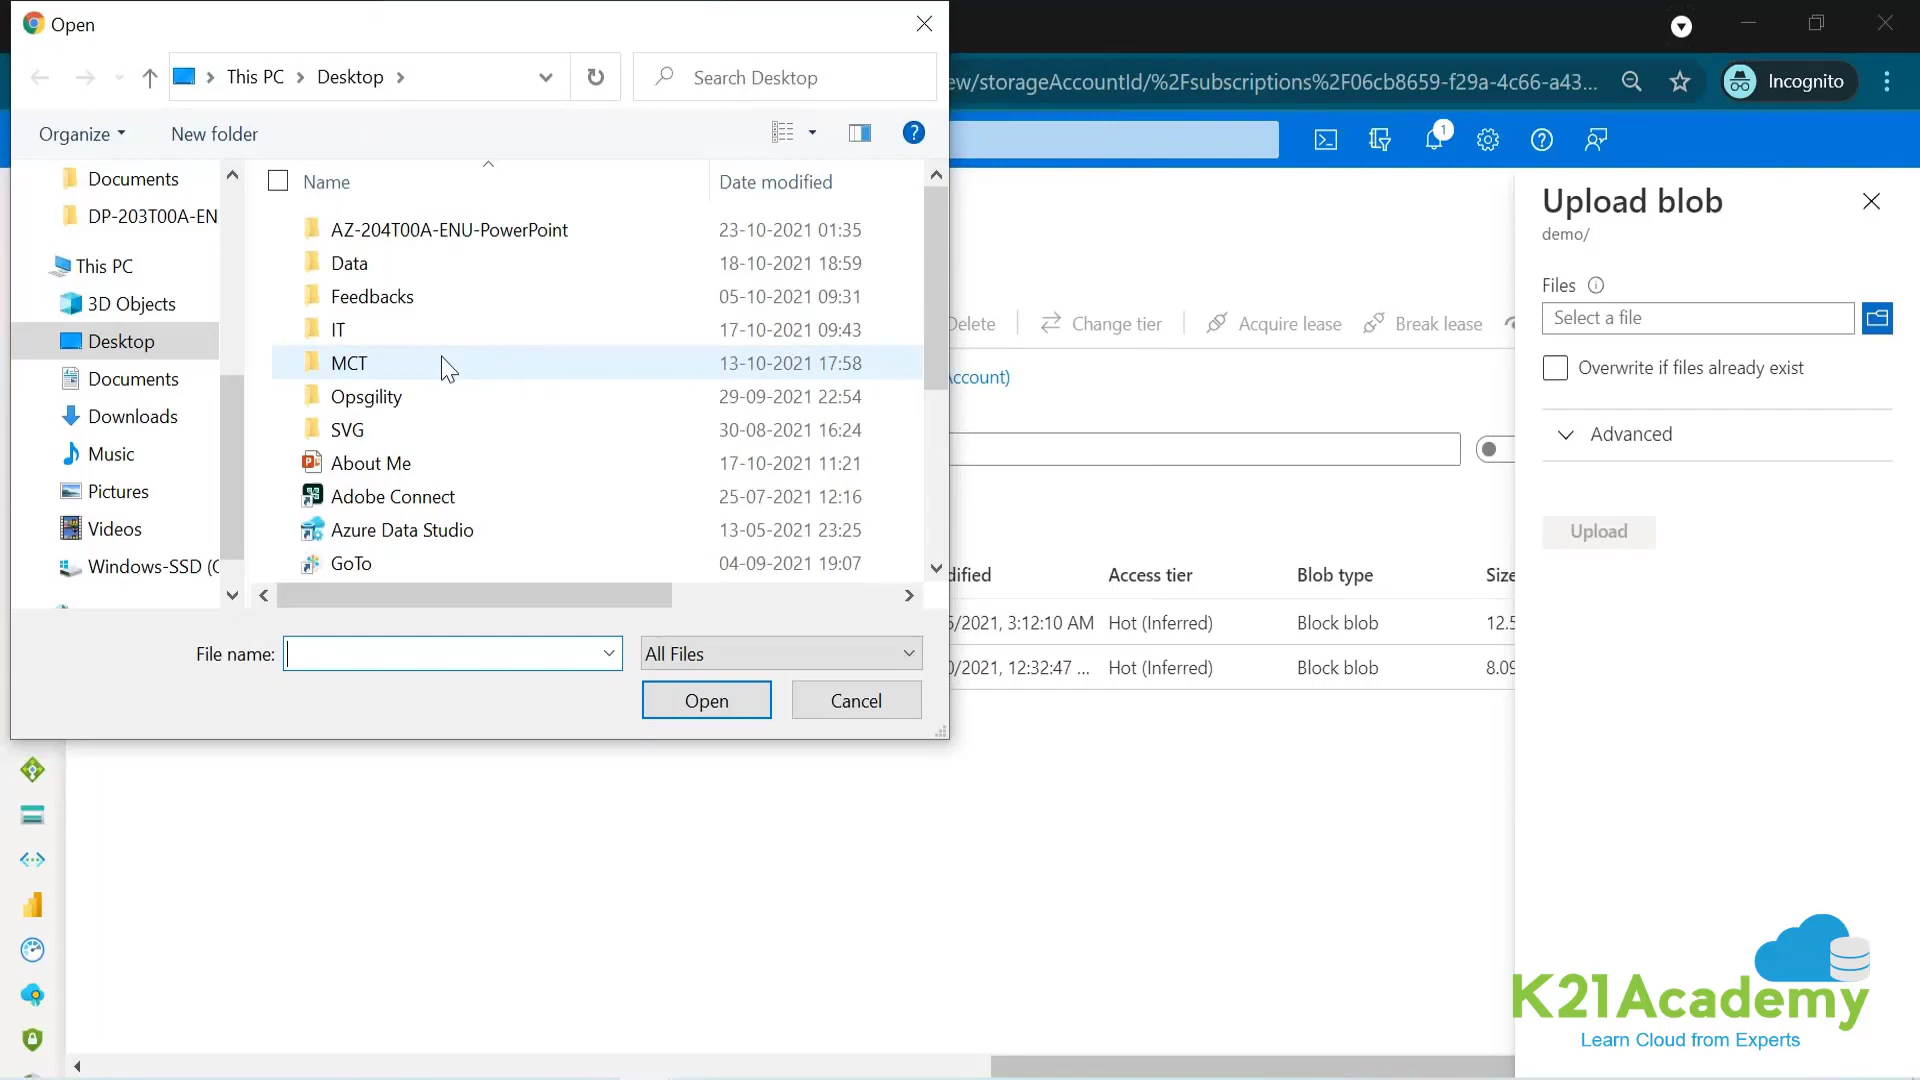 Open
This PC > Desktop >
Search Desktop
ew/storageAccountId/%2Fsubscriptions%2F06cb8659-f29a-4c66-a43...
Incognito
Organize
New folder
1
Documents
DP-203T00A-EN
This PC
3D Objects
Desktop
Documents
Downloads
Music
Pictures
Videos
Windows-SSD (C
Name Date modified
AZ-204T00A-ENU-PowerPoint 23-10-2021 01:35
Data 18-10-2021 18:59
Feedbacks 05-10-2021 09:31
IT 17-10-2021 09:43
MCT 13-10-2021 17:58
Opsgility 29-09-2021 22:54
SVG 30-08-2021 16:24
About Me 17-10-2021 11:21
Adobe Connect 25-07-2021 12:16
Azure Data Studio 13-05-2021 23:25
GoTo 04-09-2021 19:07
File name:
All Files
Open
Cancel
Delete
Change tier
Acquire lease
Break lease
Account)
dified Access tier Blob type Size
5/2021, 3:12:10 AM Hot (Inferred) Block blob 12.5
0/2021, 12:32:47 ... Hot (Inferred) Block blob 8.09
Upload blob
demo/
Files
Select a file
Overwrite if files already exist
Advanced
Upload
K21Academy
Learn Cloud from Experts